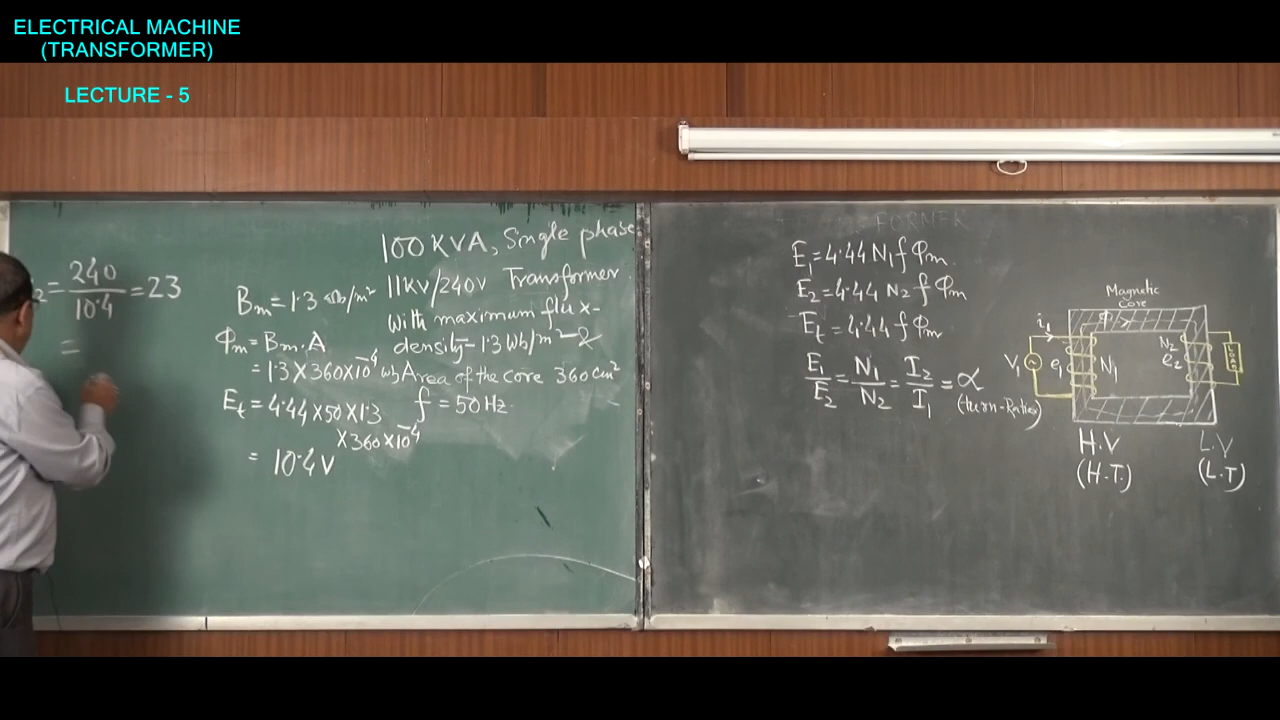 ELECTRICAL MACHINE
(TRANSFORMER)
LECTURE - 5
2 = 240/10.4 = 23
=
100 KVA, Single phase
11KV/240V Transformer.
With maximum flux-
density - 1.3 Wb/m²
Area of the core 360 cm²
f = 50 Hz.
Bm = 1.3 Wb/m²
Φm = Bm.A
= 1.3 X 360 X 10⁻⁴ wb
Et = 4.44 X 50 X 1.3
X 360 X 10⁻⁴
= 10.4 V
E1 = 4.44 N1 f Φm.
E2 = 4.44 N2 f Φm
Et = 4.44 f Φm
E1/E2 = N1/N2 = I2/I1 = α
(turn-Ratio)
Magnetic
Core
Φ
i1
V1
e1
N1
N2
e2
LOAD
H.V
(H.T.)
L.V
(L.T)